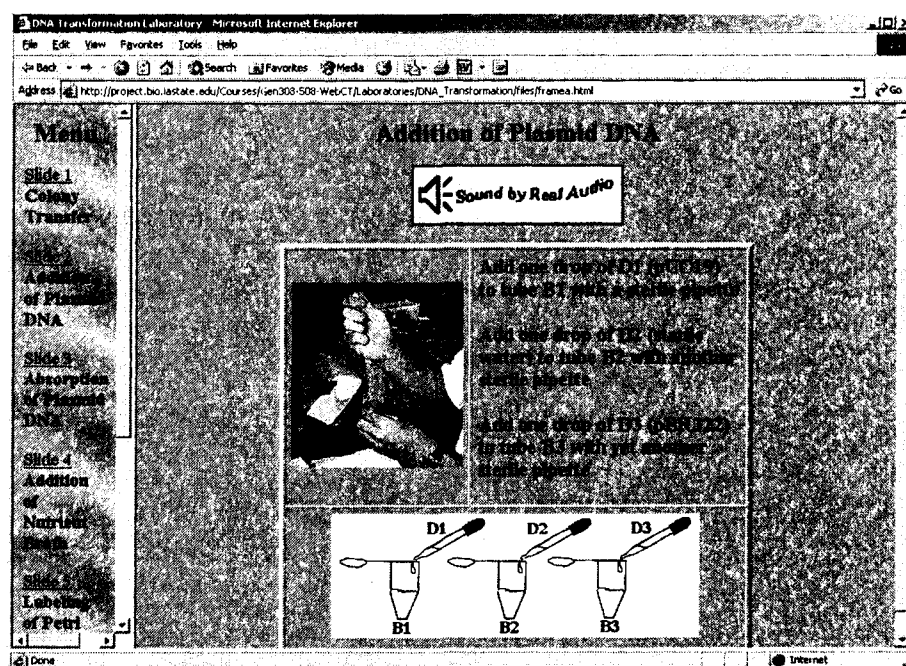 DNA Transformation Laboratory - Microsoft Internet Explorer
File Edit View Favorites Tools Help
Back Search Favorites Media
Address http://project.bio.iastate.edu/Courses/Gen308-508-WebCT/Laboratories/DNA_Transformation/files/framea.html Go
Menu
Slide 1
Colony
Transfer
Slide 2
Addition
of Plasmid
DNA
Slide 3
Absorption
of Plasmid
DNA
Slide 4
Addition
of
Nutrient
Broth
Slide 5
Labeling
of Petri
Addition of Plasmid DNA
Sound by Real Audio
Add one drop of D1
to tube B1 with a sterile pipette
Add one drop of D2
water) to tube B2 with another
sterile pipette
Add one drop of D3 (pBR322)
to tube B3 with yet another
sterile pipette
D1 D2 D3
B1 B2 B3
Done Internet